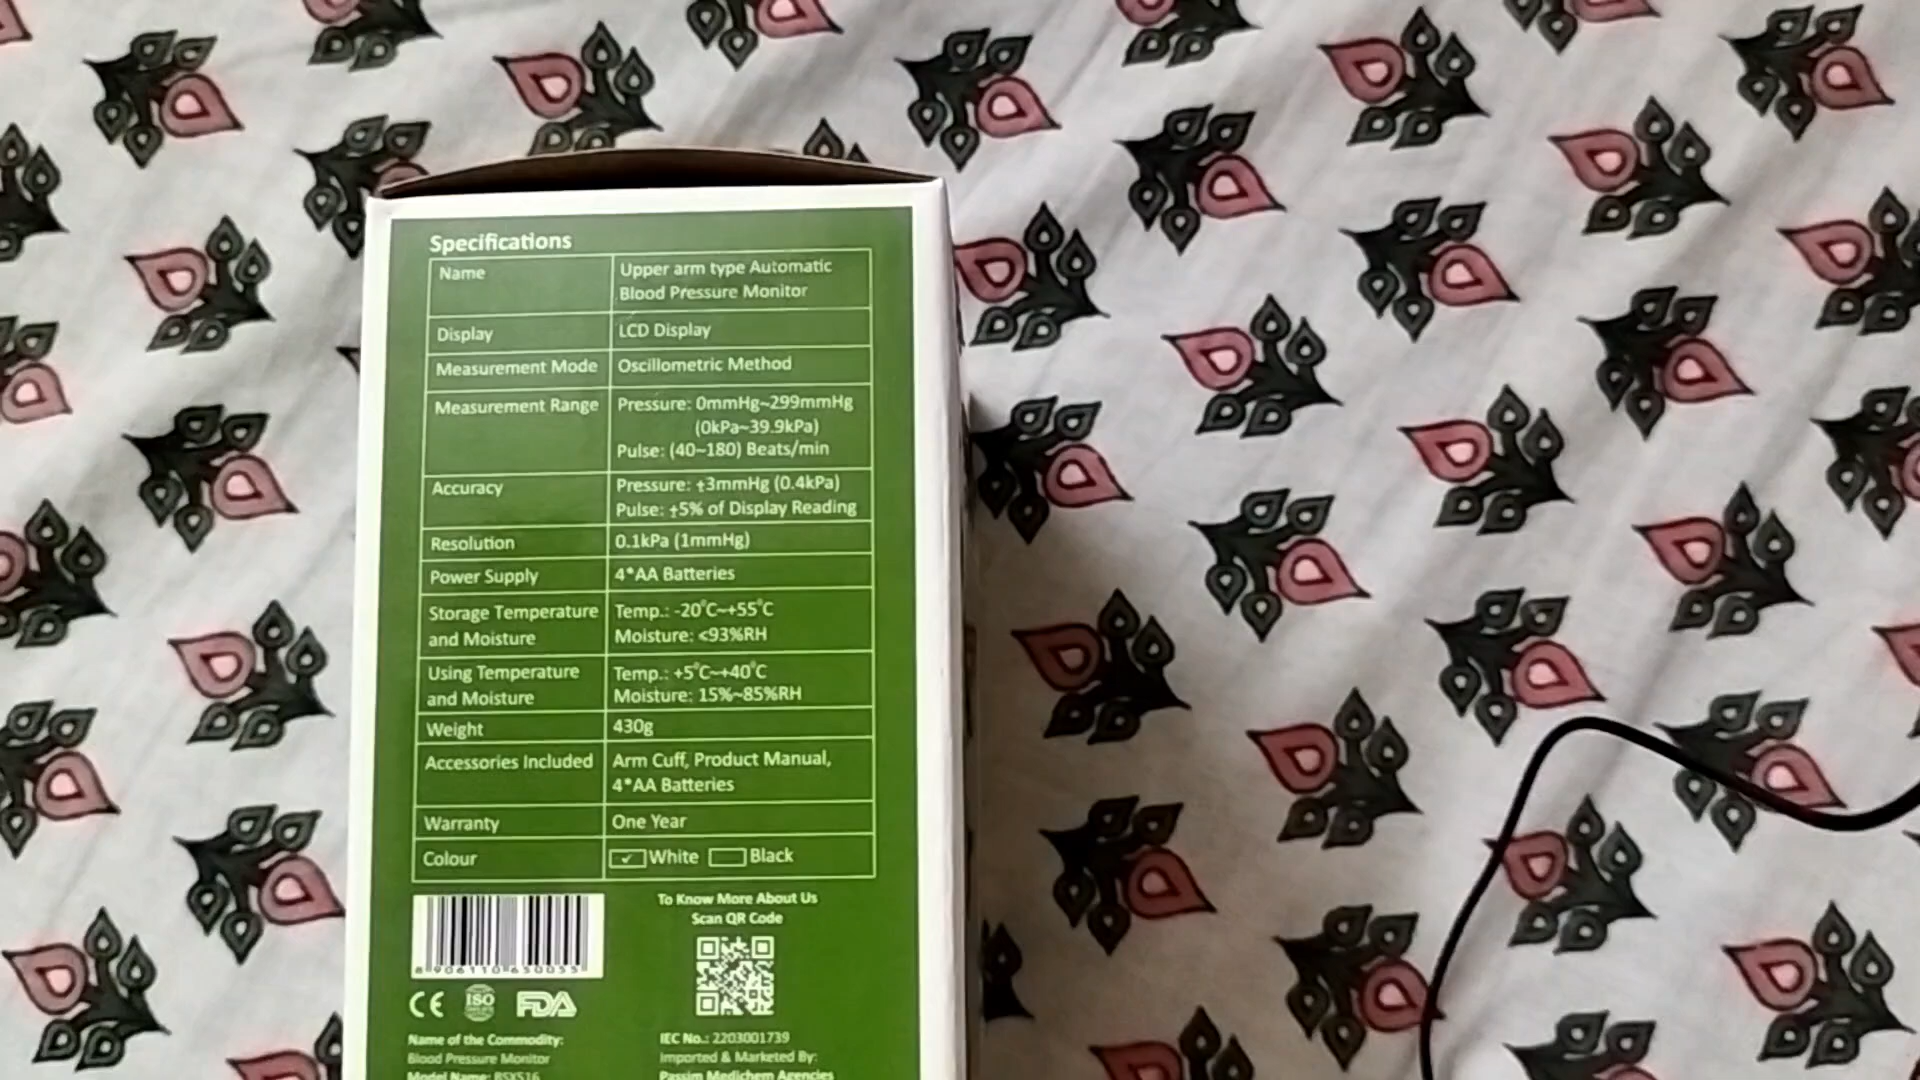 Specifications
Name Upper arm type Automatic
Blood Pressure Monitor
Display LCD Display
Measurement Mode Oscillometric Method
Measurement Range Pressure: 0mmHg~299mmHg
(0kPa~39.9kPa)
Pulse: (40~180) Beats/min
Accuracy Pressure: ±3mmHg (0.4kPa)
Pulse: ±5% of Display Reading
Resolution 0.1kPa (1mmHg)
Power Supply 4*AA Batteries
Storage Temperature Temp.: -20°C~+55°C
and Moisture Moisture: <93%RH
Using Temperature Temp.: +5°C~+40°C
and Moisture Moisture: 15%~85%RH
Weight 430g
Accessories Included Arm Cuff, Product Manual,
4*AA Batteries
Warranty One Year
Colour ✓ White Black
To Know More About Us
Scan QR Code
CE ISO FDA
Name of the Commodity:
Blood Pressure Monitor
Model Name:
IEC No.: 2203001739
Imported & Marketed By:
Passim Medichem Agencies